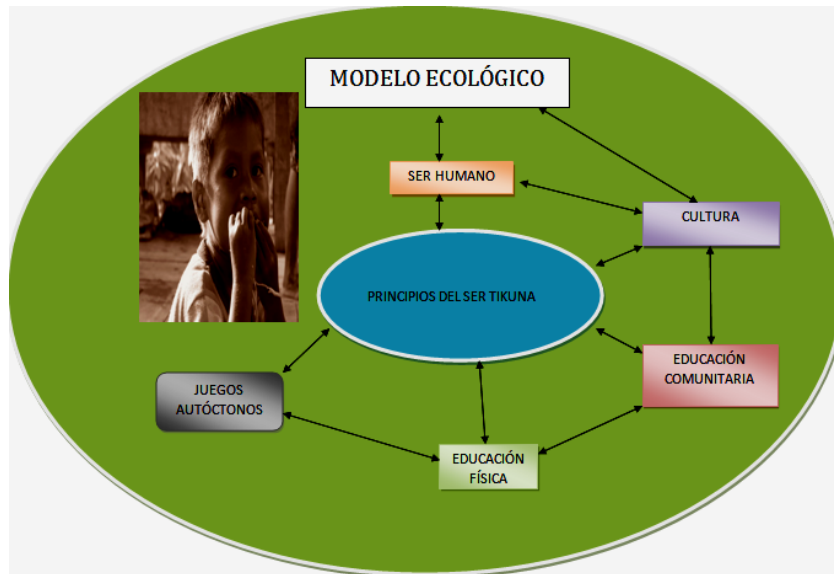 MODELO ECOLÓGICO
SER HUMANO
CULTURA
PRINCIPIOS DEL SER TIKUNA
EDUCACIÓN
COMUNITARIA
JUEGOS
AUTÓCTONOS
EDUCACIÓN
FÍSICA